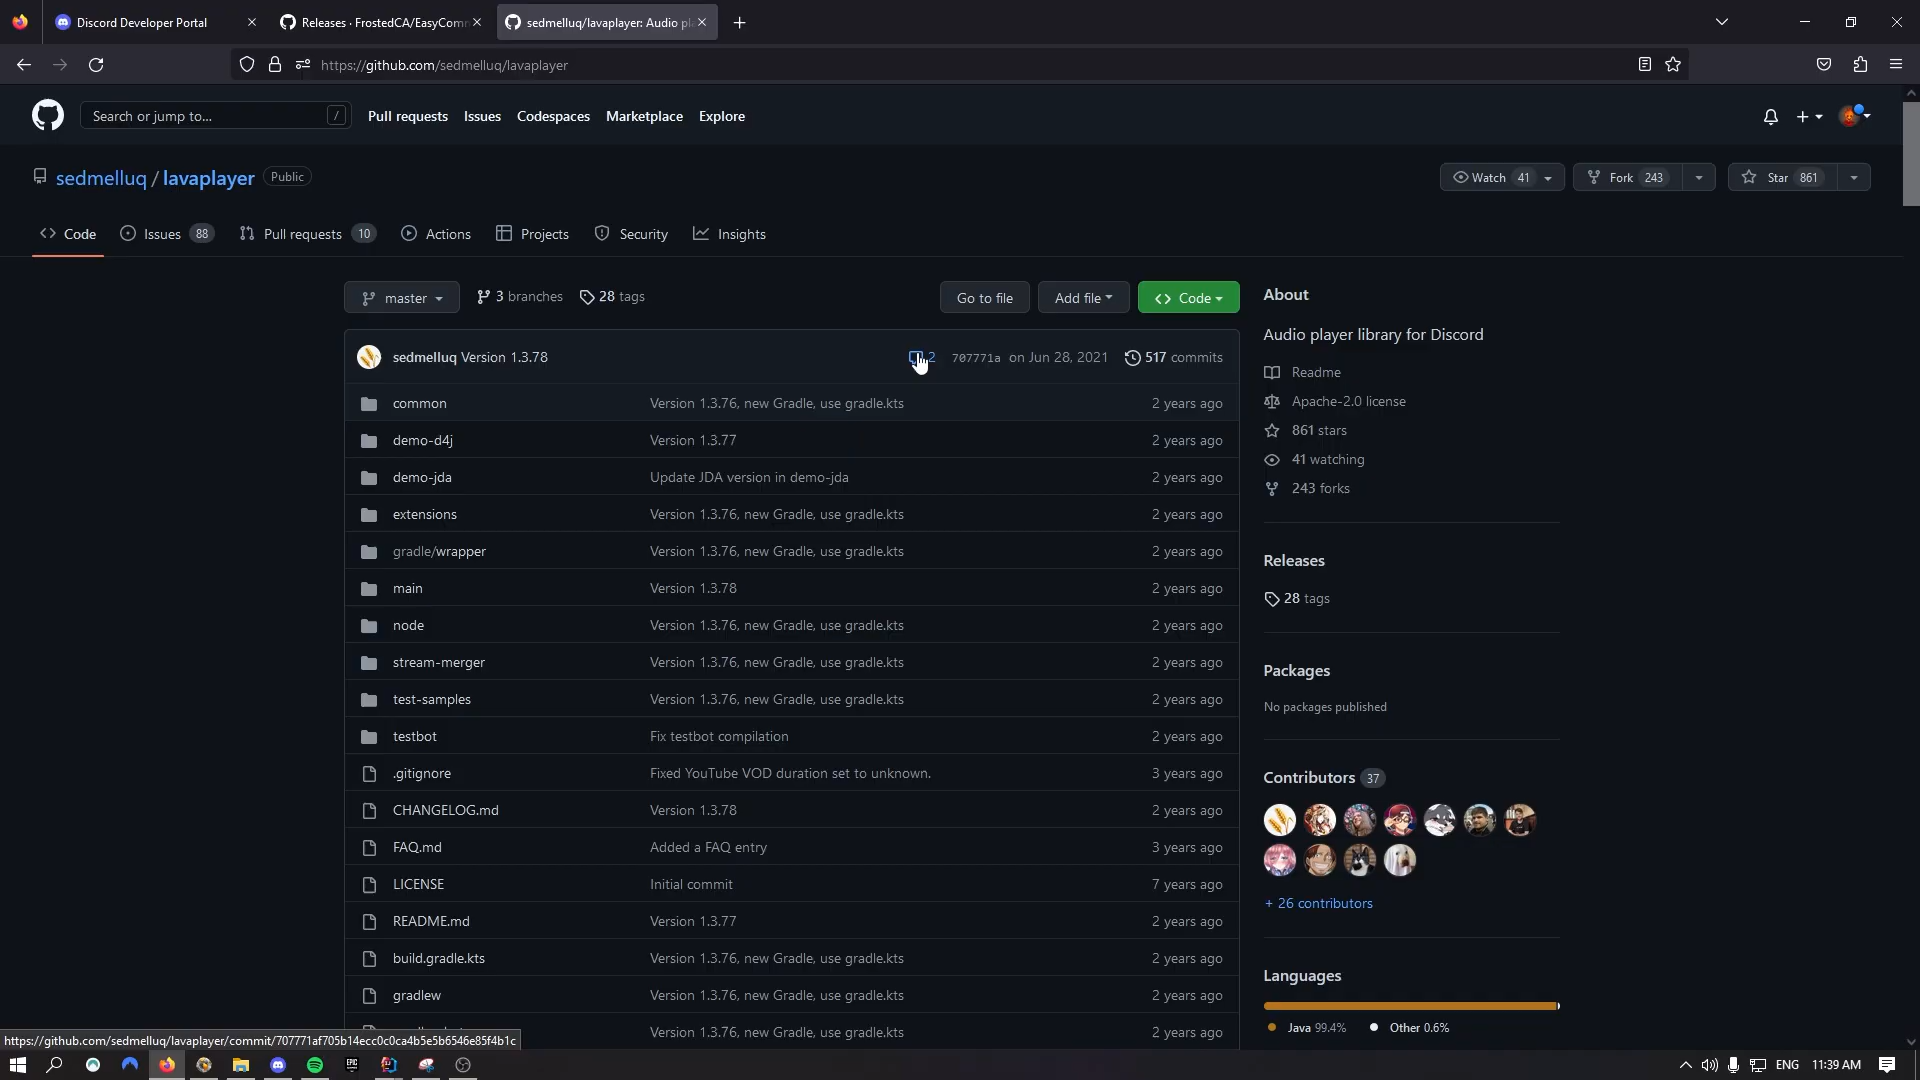 Discord Developer Portal
Releases · FrostedCA/EasyComm
sedmelluq/lavaplayer: Audio pl
https://github.com/sedmelluq/lavaplayer
Search or jump to...
/
Pull requests
Issues
Codespaces
Marketplace
Explore
sedmelluq / lavaplayer
Public
Watch 41
Fork 243
Star 861
Code
Issues 88
Pull requests 10
Actions
Projects
Security
Insights
master
3 branches
28 tags
Go to file
Add file
Code
sedmelluq Version 1.3.78
2
707771a on Jun 28, 2021
517 commits
common Version 1.3.76, new Gradle, use gradle.kts 2 years ago
demo-d4j Version 1.3.77 2 years ago
demo-jda Update JDA version in demo-jda 2 years ago
extensions Version 1.3.76, new Gradle, use gradle.kts 2 years ago
gradle/wrapper Version 1.3.76, new Gradle, use gradle.kts 2 years ago
main Version 1.3.78 2 years ago
node Version 1.3.76, new Gradle, use gradle.kts 2 years ago
stream-merger Version 1.3.76, new Gradle, use gradle.kts 2 years ago
test-samples Version 1.3.76, new Gradle, use gradle.kts 2 years ago
testbot Fix testbot compilation 2 years ago
.gitignore Fixed YouTube VOD duration set to unknown. 3 years ago
CHANGELOG.md Version 1.3.78 2 years ago
FAQ.md Added a FAQ entry 3 years ago
LICENSE Initial commit 7 years ago
README.md Version 1.3.77 2 years ago
build.gradle.kts Version 1.3.76, new Gradle, use gradle.kts 2 years ago
gradlew Version 1.3.76, new Gradle, use gradle.kts 2 years ago
Version 1.3.76, new Gradle, use gradle.kts 2 years ago
About
Audio player library for Discord
Readme
Apache-2.0 license
861 stars
41 watching
243 forks
Releases
28 tags
Packages
No packages published
Contributors 37
+ 26 contributors
Languages
Java 99.4%
Other 0.6%
https://github.com/sedmelluq/lavaplayer/commit/707771af705b14ecc0c0ca4b5e5b6546e85f4b1c
EPIC
ENG
11:39 AM